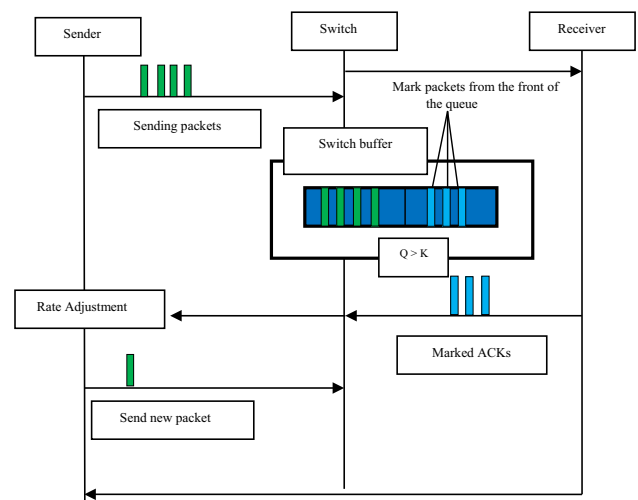 Sender
Switch
Receiver
Mark packets from the front of
the queue
Sending packets
Switch buffer
Q > K
Rate Adjustment
Marked ACKs
Send new packet